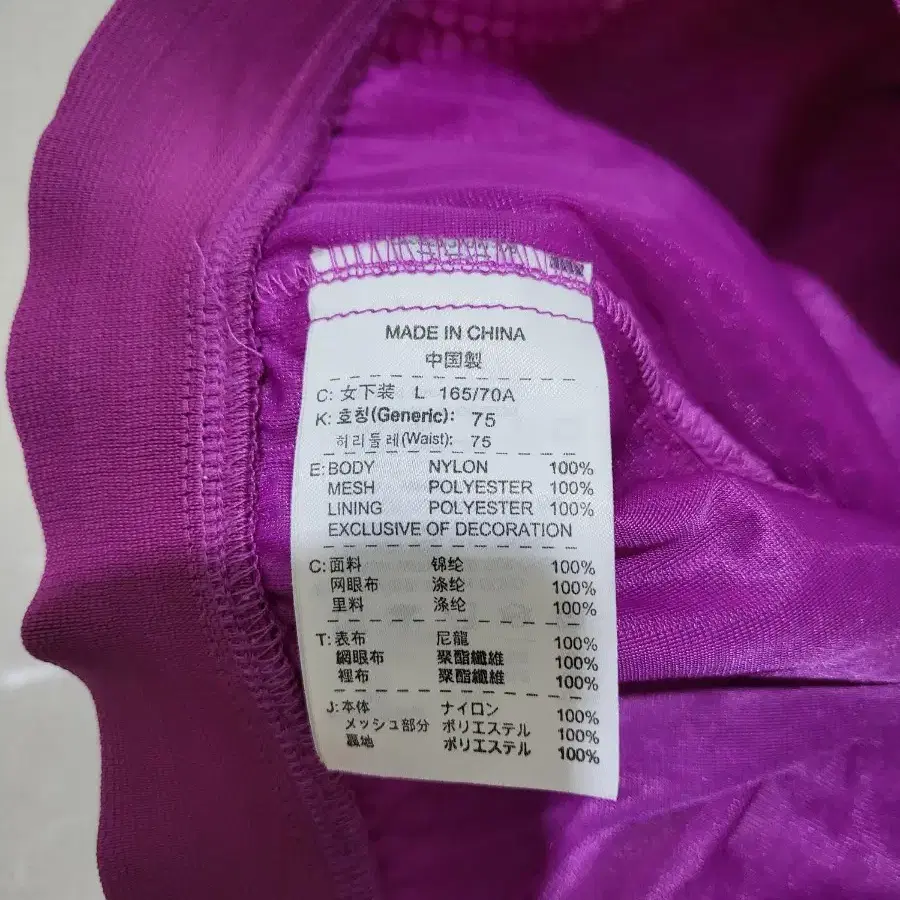 MADE IN CHINA
中国製
C: 女下装 L 165/70A
K: 호칭(Generic): 75
허리둘레(Waist): 75
E: BODY NYLON 100%
MESH POLYESTER 100%
LINING POLYESTER 100%
EXCLUSIVE OF DECORATION
C: 面料 锦纶 100%
网眼布 涤纶 100%
里料 涤纶 100%
T: 表布 尼龍 100%
網眼布 聚酯纖維 100%
裡布 聚酯纖維 100%
J: 本体 ナイロン 100%
メッシュ部分 ポリエステル 100%
裏地 ポリエステル 100%